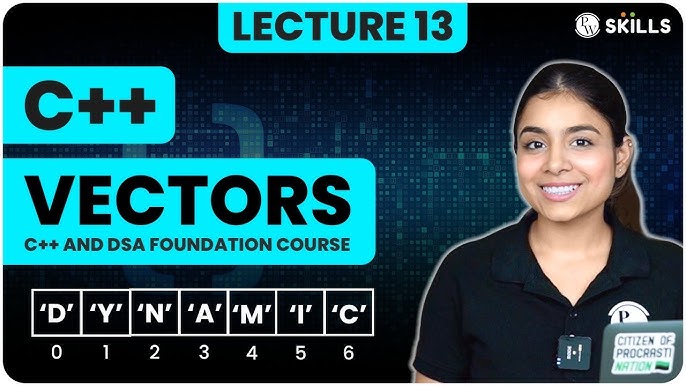 LECTURE 13
PW SKILLS
C++
VECTORS
C++ AND DSA FOUNDATION COURSE
‘D’ ‘Y’ ‘N’ ‘A’ ‘M’ ‘I’ ‘C’
0 1 2 3 4 5 6
P
CITIZEN OF
PROCRASTI
NATION